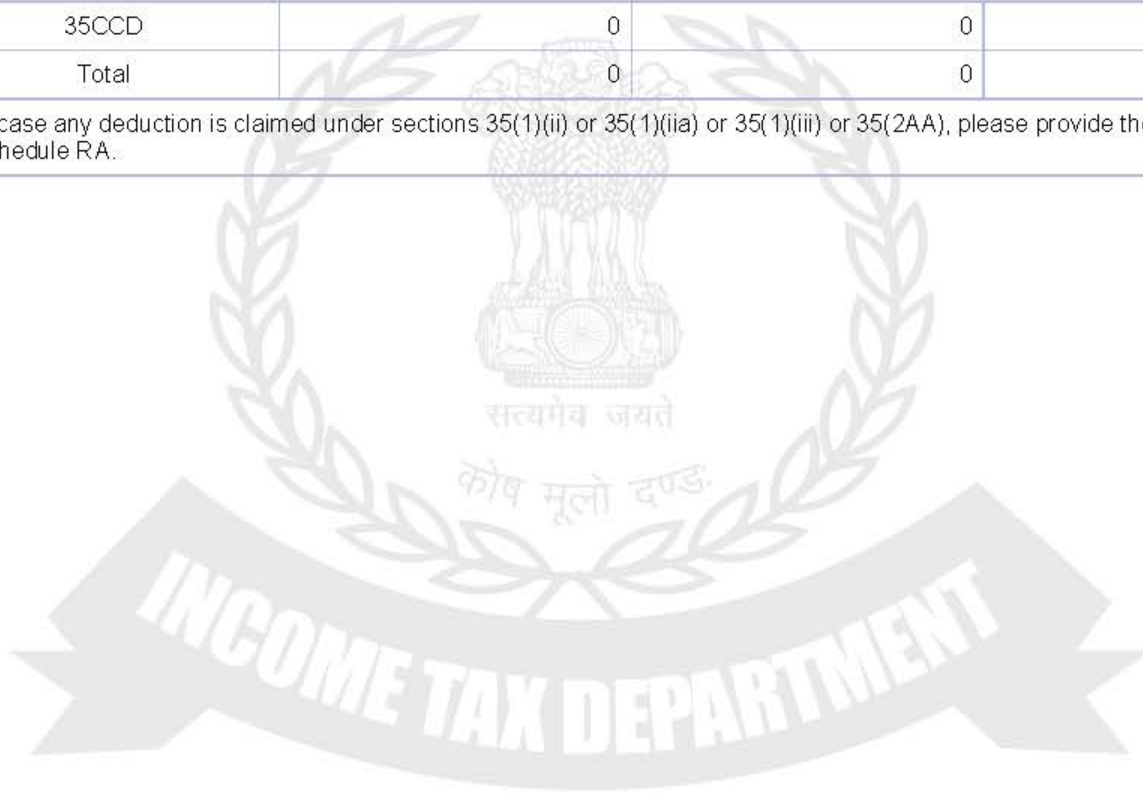 35CCD 0 0
Total 0 0
case any deduction is claimed under sections 35(1)(ii) or 35(1)(iia) or 35(1)(iii) or 35(2AA), please provide the
hedule RA.
सत्यमेव जयते
कोष मूलो दण्डः
INCOME TAX DEPARTMENT